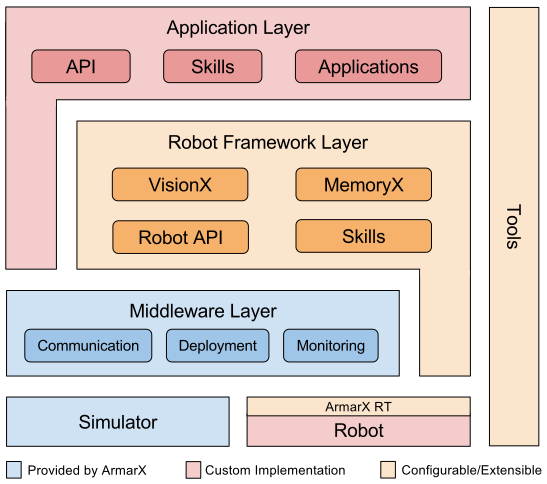 Application Layer
API
Skills
Applications
Robot Framework Layer
VisionX
MemoryX
Robot API
Skills
Tools
Middleware Layer
Communication
Deployment
Monitoring
Simulator
ArmarX RT
Robot
Provided by ArmarX
Custom Implementation
Configurable/Extensible